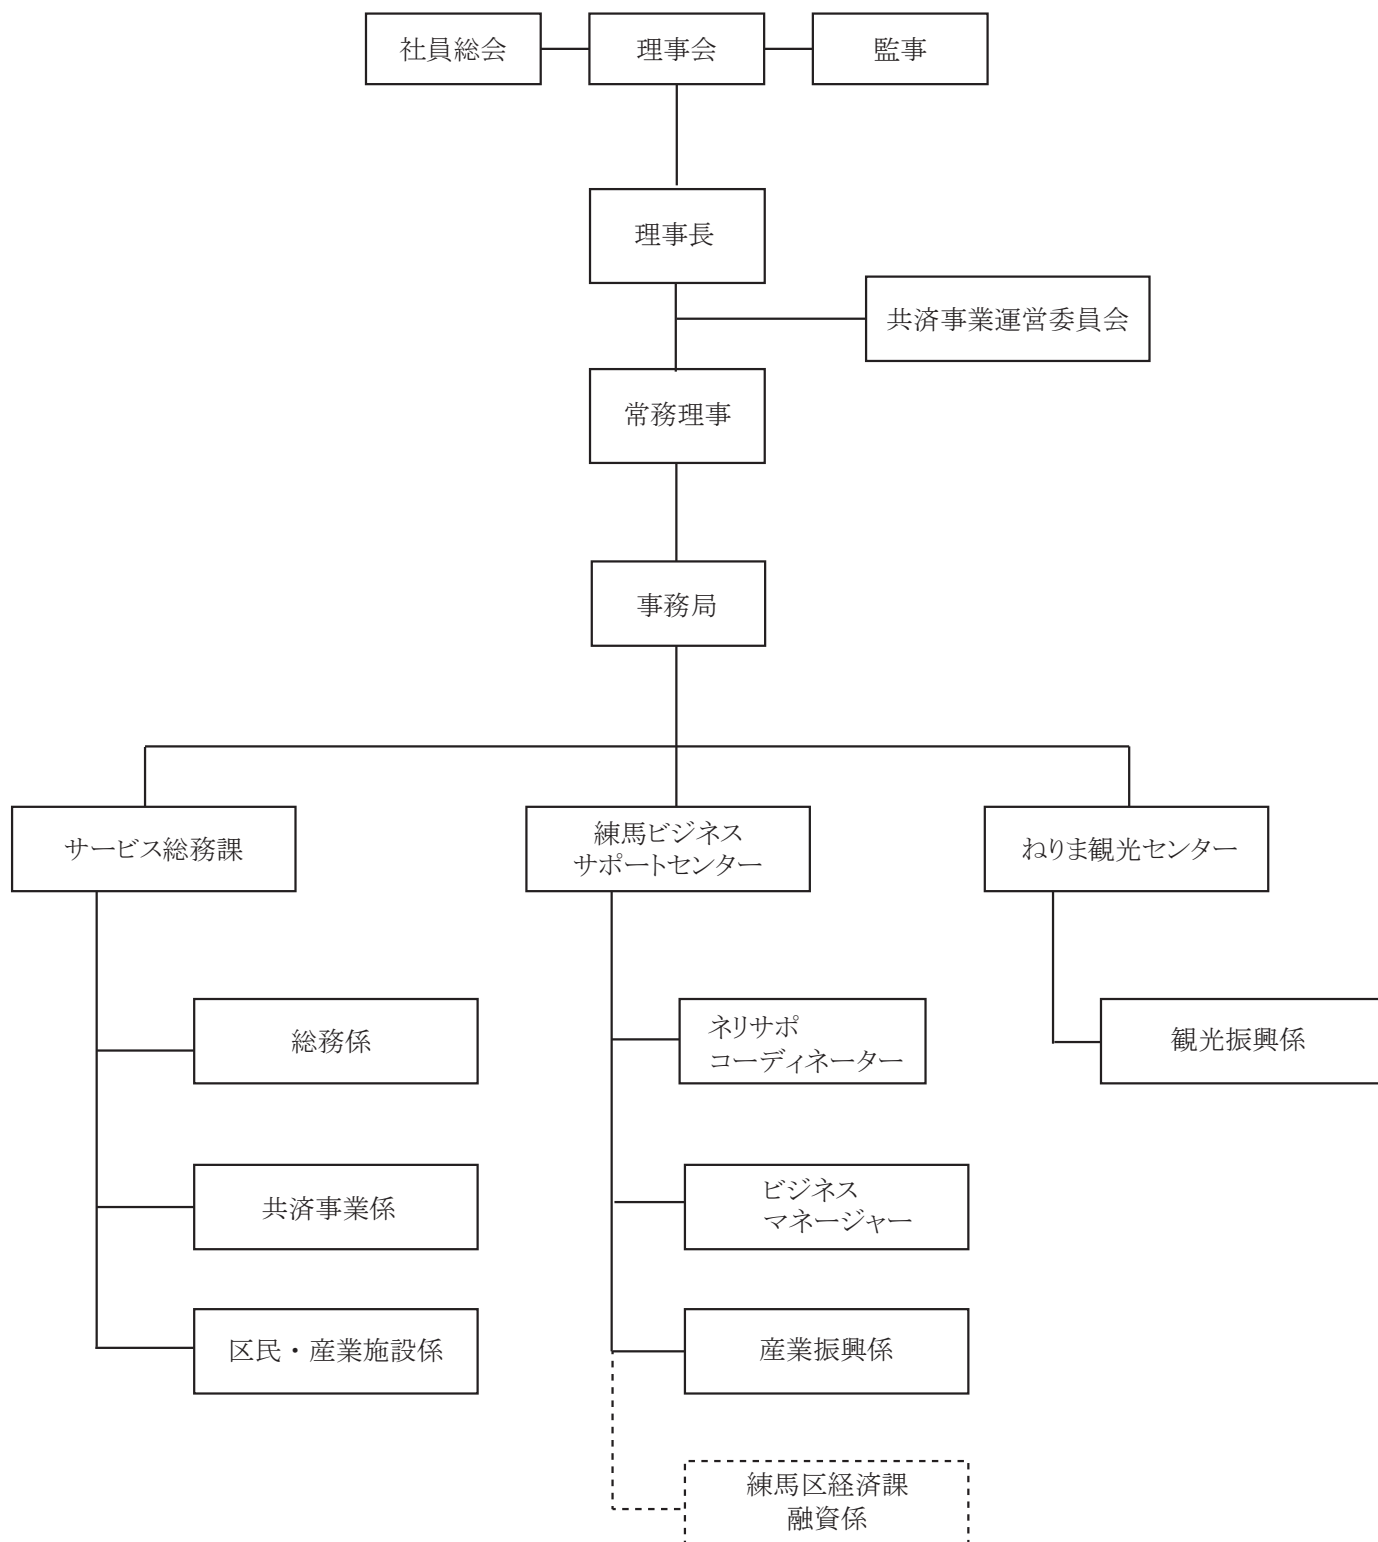 社員総会
理事会
監事
理事長
共済事業運営委員会
常務理事
事務局
サービス総務課
練馬ビジネス
サポートセンター
ねりま観光センター
総務係
共済事業係
区民・産業施設係
ネリサポ
コーディネーター
ビジネス
マネージャー
産業振興係
練馬区経済課
融資係
観光振興係